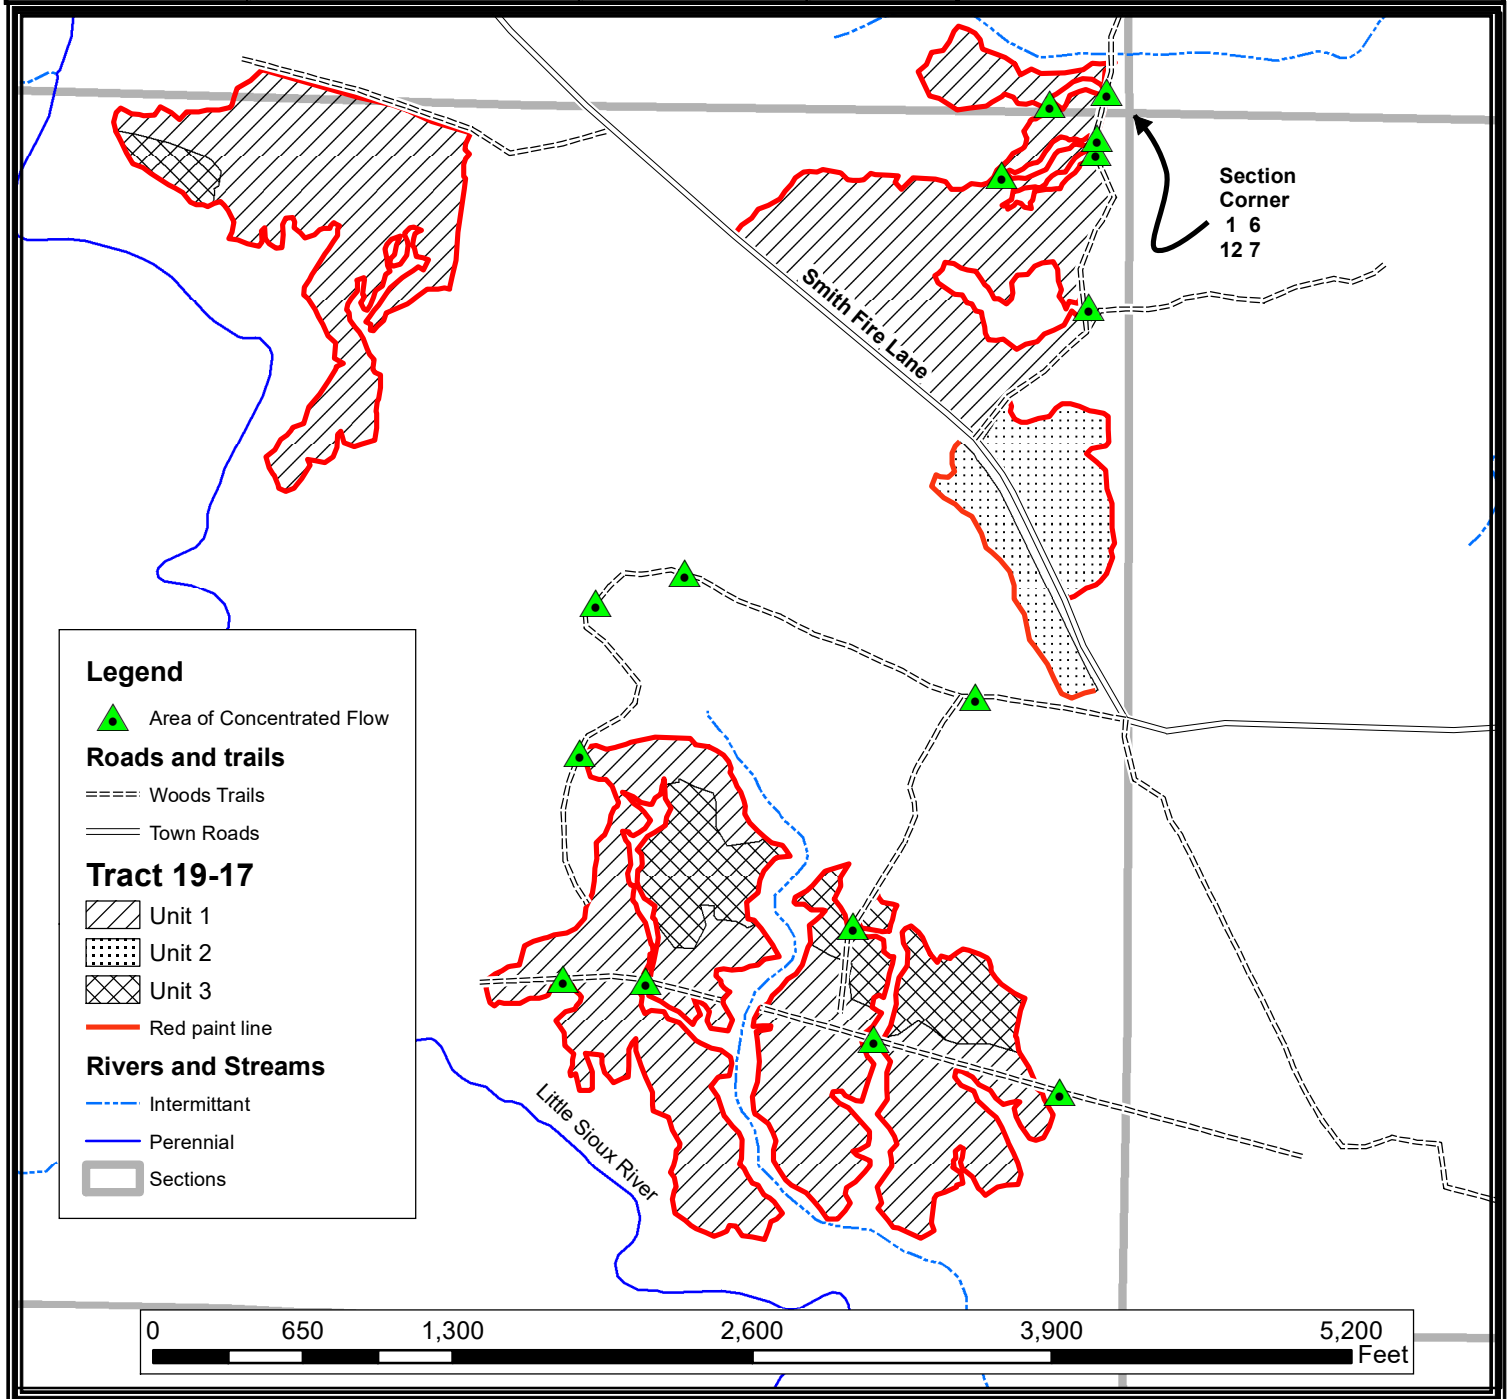 Section
Corner
1 6
12 7
Smith Fire Lane
Legend
Area of Concentrated Flow
Roads and trails
Woods Trails
Town Roads
Tract 19-17
Unit 1
Unit 2
Unit 3
Red paint line
Rivers and Streams
Intermittant
Perennial
Sections
Little Sioux River
0 650 1,300 2,600 3,900 5,200
Feet